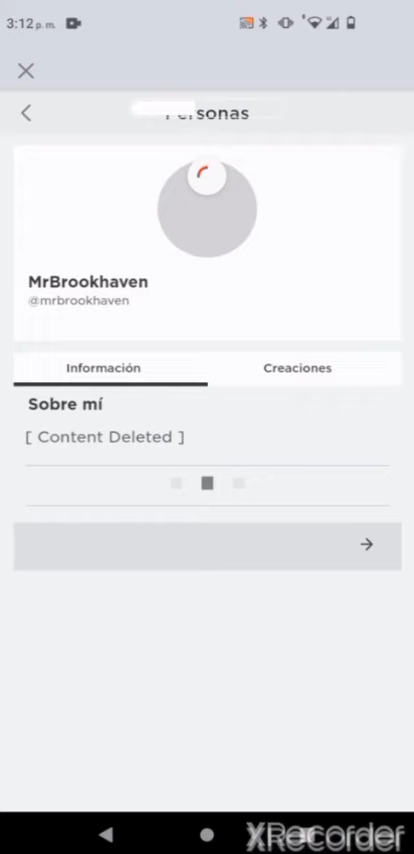 3:12 p. m.
Personas
MrBrookhaven
@mrbrookhaven
Información
Creaciones
Sobre mí
[ Content Deleted ]
XRecorder